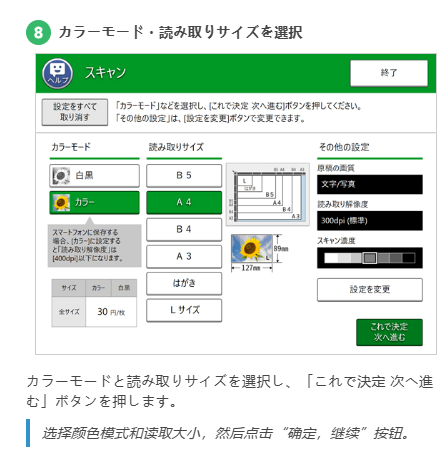 8 カラーモード・読み取りサイズを選択
ヘルプ
スキャン
終了
設定をすべて
取り消す
「カラーモード」などを選択し、[これで決定 次へ進む]ボタンを押してください。
「その他の設定」は、[設定を変更]ボタンで変更できます。
カラーモード
白黒
カラー
スマートフォンに保存する
場合、[カラー]に設定する
と「読み取り解像度」は
[400dpi]以下になります。
サイズ カラー 白黒
全サイズ 30 円/枚
読み取りサイズ
B5
A4
B4
A3
はがき
Lサイズ
L
はがき
B5
A4
B4
A3
89mm
L
127mm
その他の設定
原稿の画質
文字/写真
読み取り解像度
300dpi (標準)
スキャン濃度
設定を変更
これで決定
次へ進む
カラーモードと読み取りサイズを選択し、「これで決定 次へ進
む」ボタンを押します。
选择颜色模式和读取大小，然后点击“确定，继续”按钮。